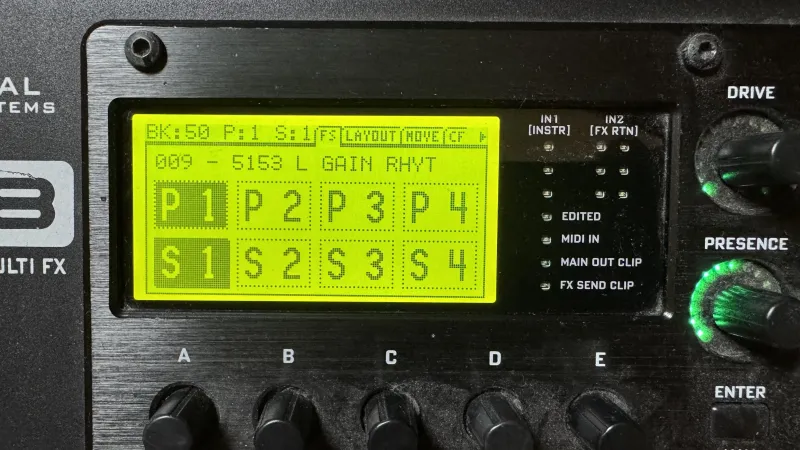 AL
TEMS
8
ULTI FX
BK:50 P:1 S:1 FS LAYOUT MOVE CF
009 - 5153 L GAIN RHYT
P 1 P 2 P 3 P 4
S 1 S 2 S 3 S 4
IN1 IN2
[INSTR] [FX RTN]
EDITED
MIDI IN
MAIN OUT CLIP
FX SEND CLIP
DRIVE
PRESENCE
ENTER
A B C D E